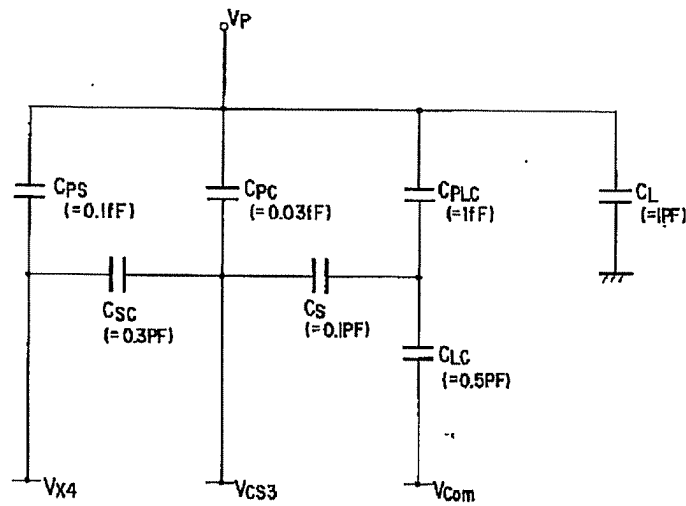 VP
CPS
(=0.1fF)
CPC
(=0.03fF)
CPLC
(=1fF)
CL
(=1PF)
CSC
(=0.3PF)
CS
(=0.1PF)
CLC
(=0.5PF)
VX4
VCS3
VCom